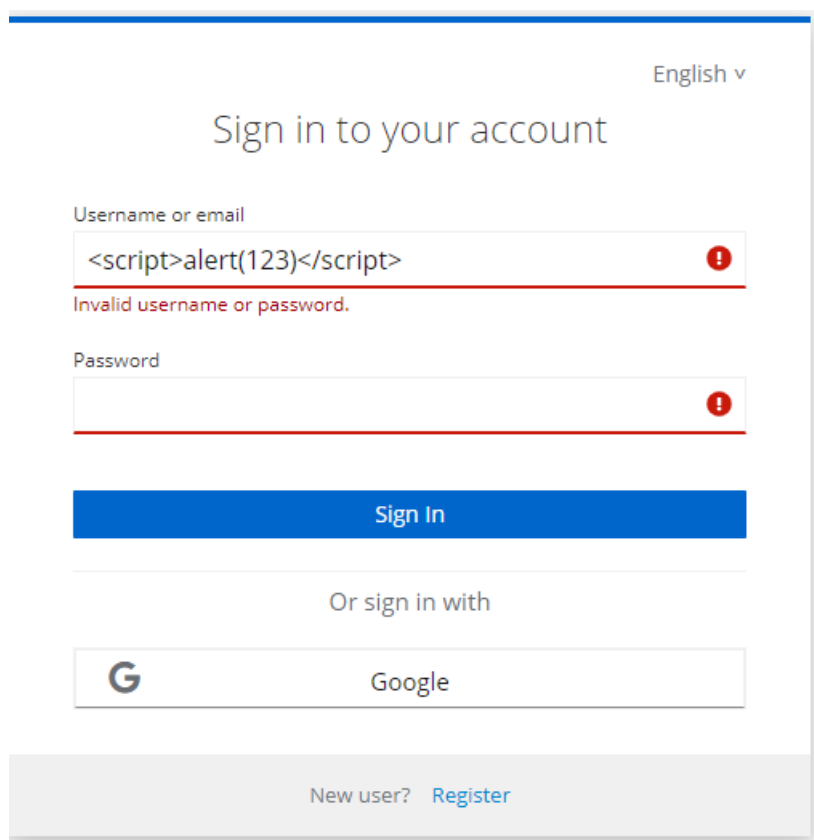 English v
Sign in to your account
Username or email
<script>alert(123)</script>
Invalid username or password.
Password
Sign In
Or sign in with
G Google
New user? Register